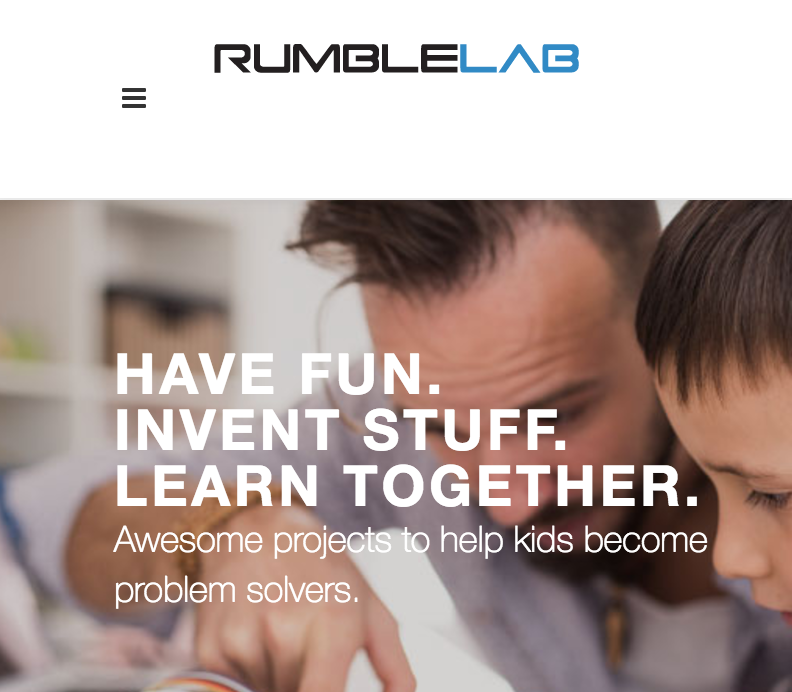 RUMBLELAB
HAVE FUN.
INVENT STUFF.
LEARN TOGETHER.
Awesome projects to help kids become
problem solvers.